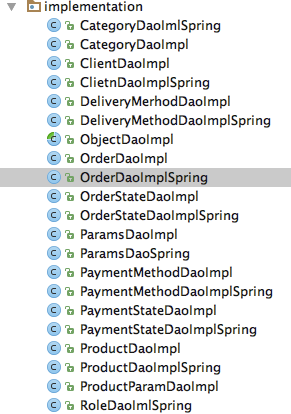 implementation
CategoryDaoImlSpring
CategoryDaoImpl
ClientDaoImpl
ClietnDaoImplSpring
DeliveryMerhodDaoImpl
DeliveryMethodDaoImplSpring
ObjectDaoImpl
OrderDaoImpl
OrderDaoImplSpring
OrderStateDaoImpl
OrderStateDaoImplSpring
ParamsDaoImpl
ParamsDaoSpring
PaymentMethodDaoImpl
PaymentMethodDaoImplSpring
PaymentStateDaoImpl
PaymentStateDaoImplSpring
ProductDaoImpl
ProductDaoImplSpring
ProductParamDaoImpl
RoleDaoImlSpring